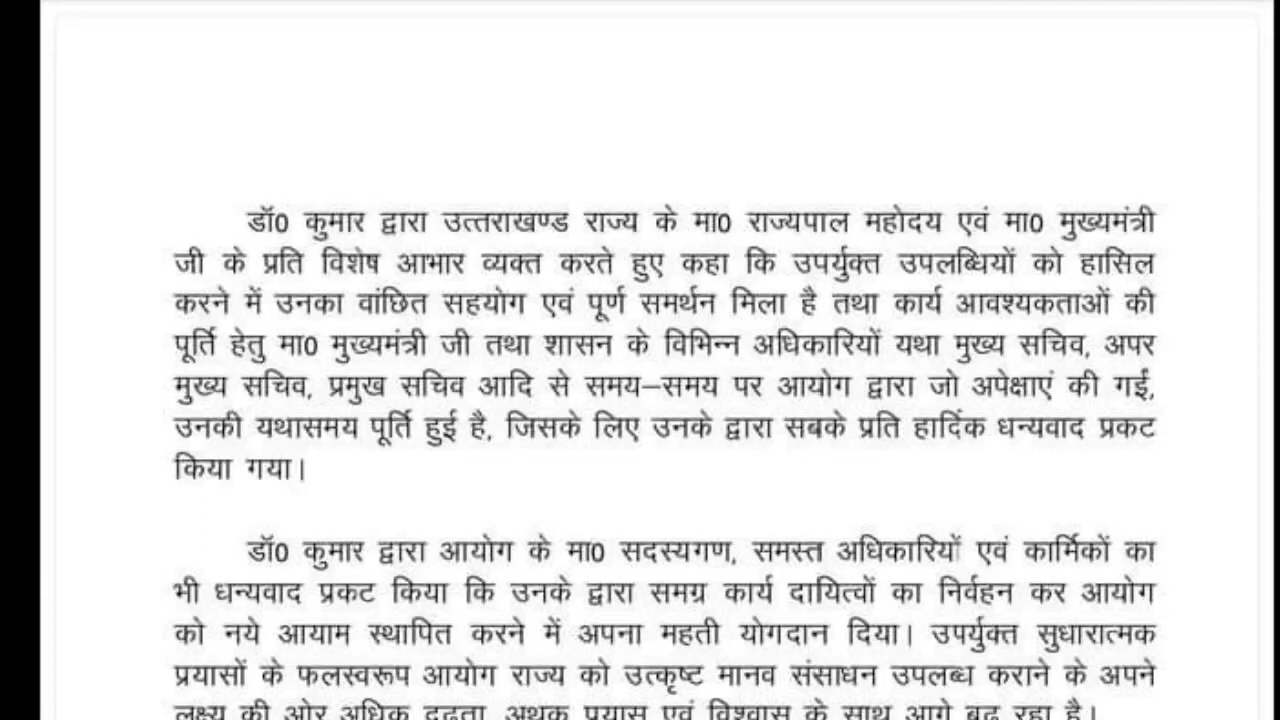 डॉ0 कुमार द्वारा उत्तराखण्ड राज्य के मा0 राज्यपाल महोदय एवं मा0 मुख्यमंत्री
जी के प्रति विशेष आभार व्यक्त करते हुए कहा कि उपर्युक्त उपलब्धियों को हासिल
करने में उनका वांछित सहयोग एवं पूर्ण समर्थन मिला है तथा कार्य आवश्यकताओं की
पूर्ति हेतु मा0 मुख्यमंत्री जी तथा शासन के विभिन्न अधिकारियों यथा मुख्य सचिव, अपर
मुख्य सचिव, प्रमुख सचिव आदि से समय–समय पर आयोग द्वारा जो अपेक्षाएं की गईं,
उनकी यथासमय पूर्ति हुई है, जिसके लिए उनके द्वारा सबके प्रति हार्दिक धन्यवाद प्रकट
किया गया।
डॉ0 कुमार द्वारा आयोग के मा0 सदस्यगण, समस्त अधिकारियों एवं कार्मिकों का
भी धन्यवाद प्रकट किया कि उनके द्वारा समग्र कार्य दायित्वों का निर्वहन कर आयोग
को नये आयाम स्थापित करने में अपना महती योगदान दिया। उपर्युक्त सुधारात्मक
प्रयासों के फलस्वरूप आयोग राज्य को उत्कृष्ट मानव संसाधन उपलब्ध कराने के अपने
लक्ष्य की ओर अधिक दृढ़ता, अथक प्रयास एवं विश्वास के साथ आगे बढ़ रहा है।